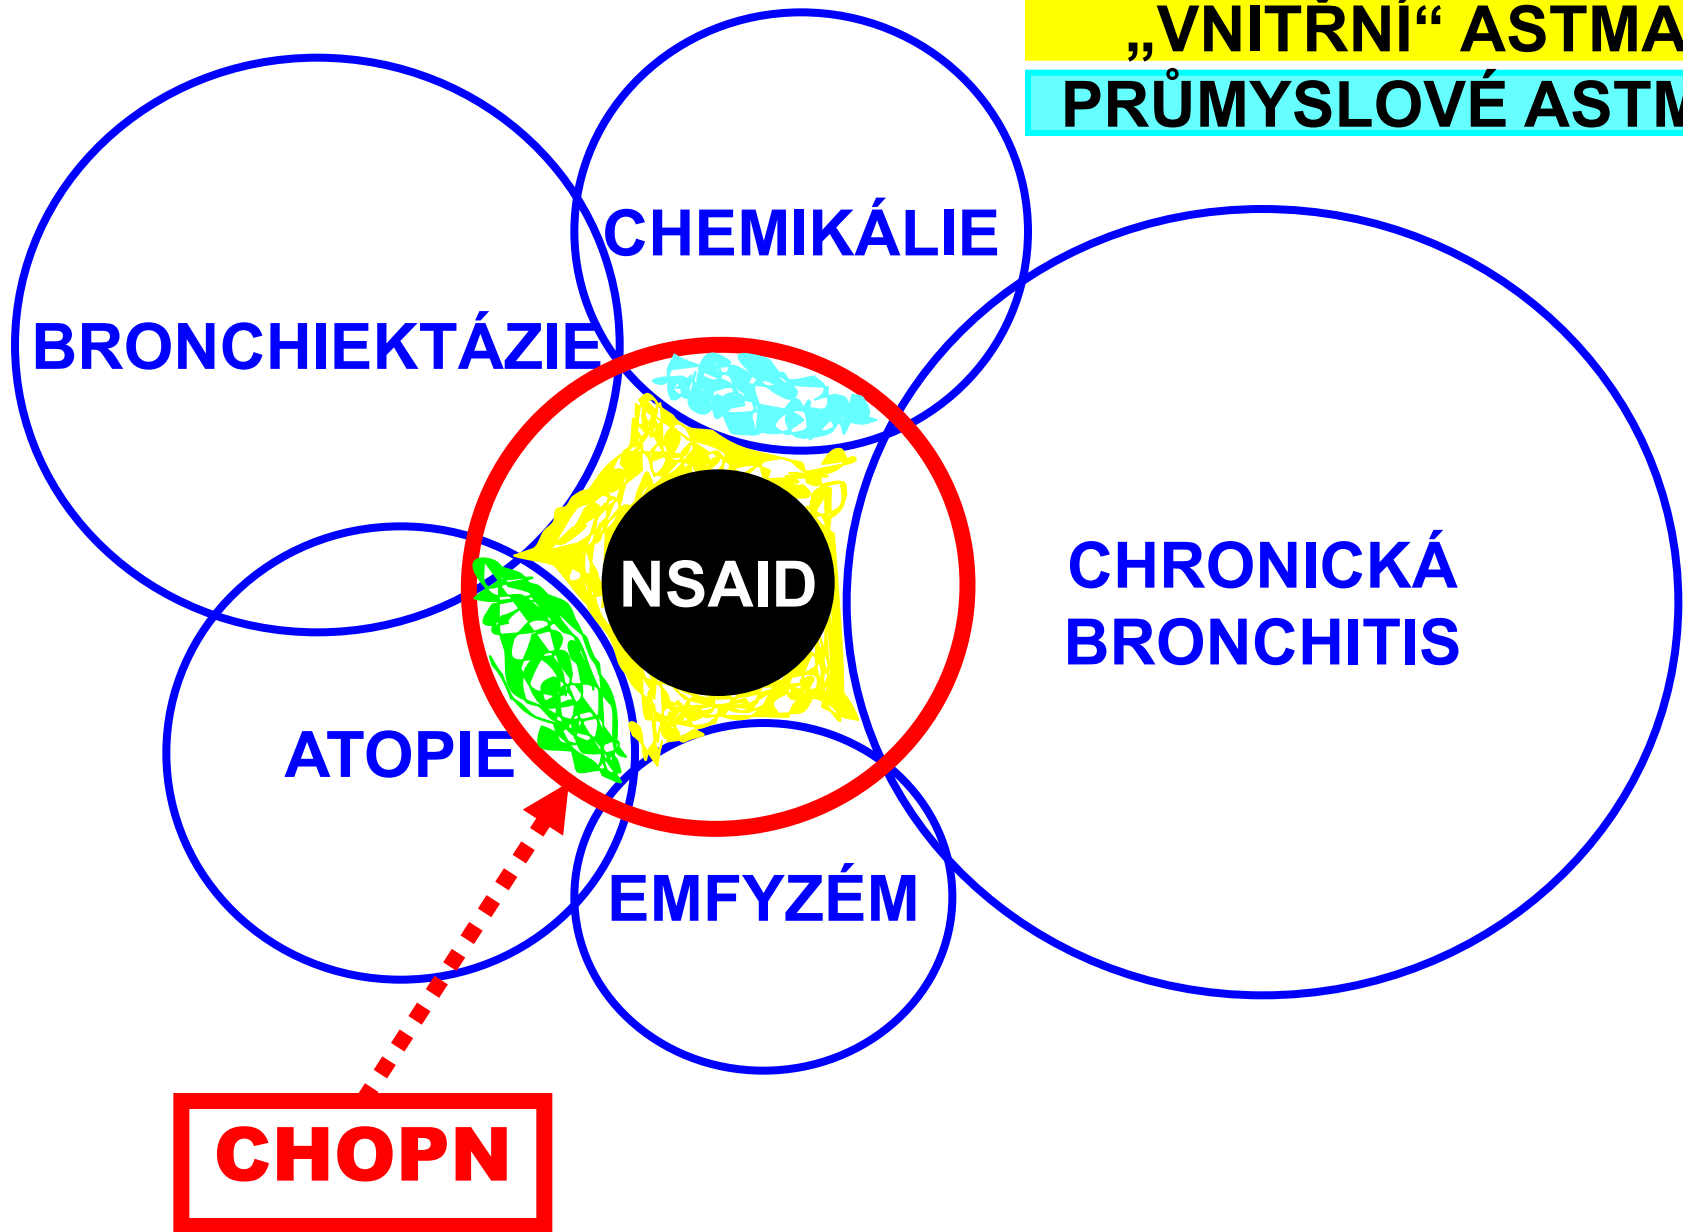 „VNITŘNÍ“ ASTMA
PRŮMYSLOVÉ ASTM
CHEMIKÁLIE
BRONCHIEKTÁZIE
NSAID
CHRONICKÁ
BRONCHITIS
ATOPIE
EMFYZÉM
CHOPN